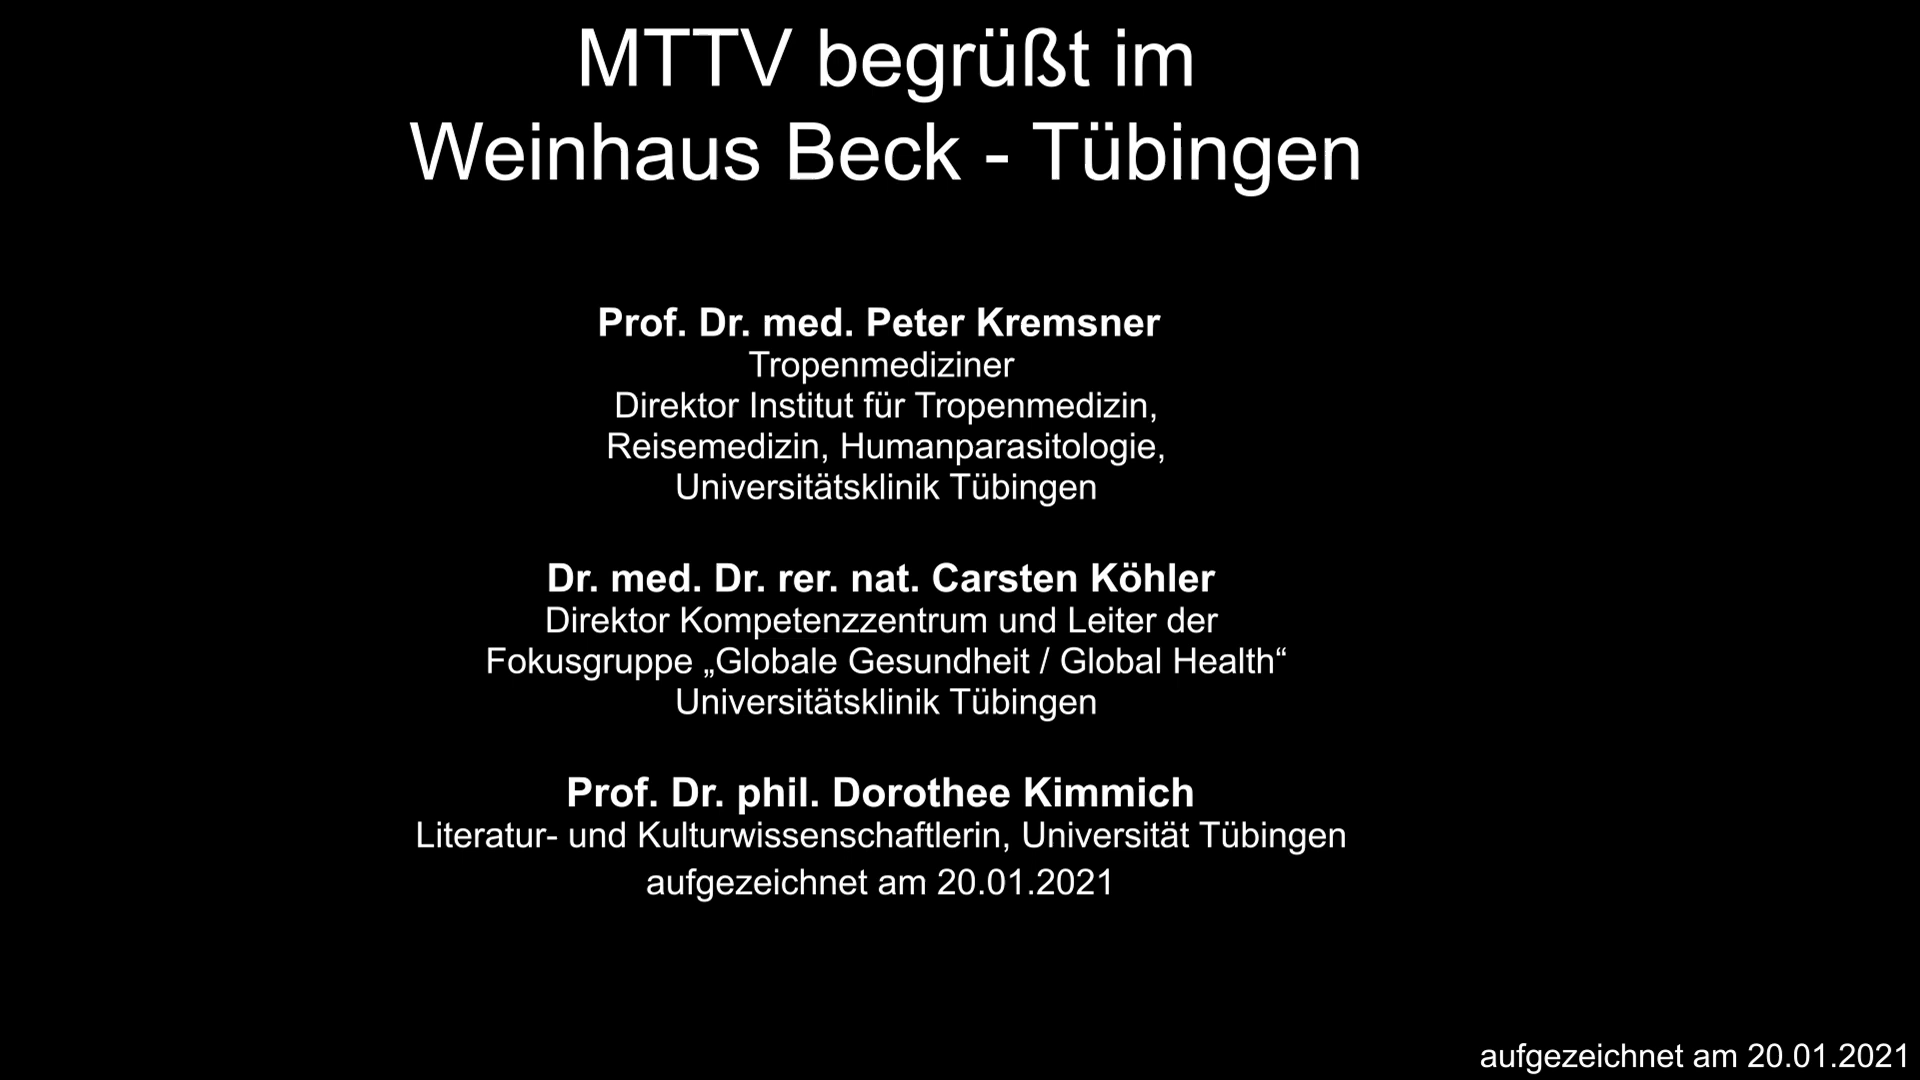 MTTV begrüßt im
Weinhaus Beck - Tübingen
Prof. Dr. med. Peter Kremsner
Tropenmediziner
Direktor Institut für Tropenmedizin,
Reisemedizin, Humanparasitologie,
Universitätsklinik Tübingen
Dr. med. Dr. rer. nat. Carsten Köhler
Direktor Kompetenzzentrum und Leiter der
Fokusgruppe „Globale Gesundheit / Global Health“
Universitätsklinik Tübingen
Prof. Dr. phil. Dorothee Kimmich
Literatur- und Kulturwissenschaftlerin, Universität Tübingen
aufgezeichnet am 20.01.2021
aufgezeichnet am 20.01.2021